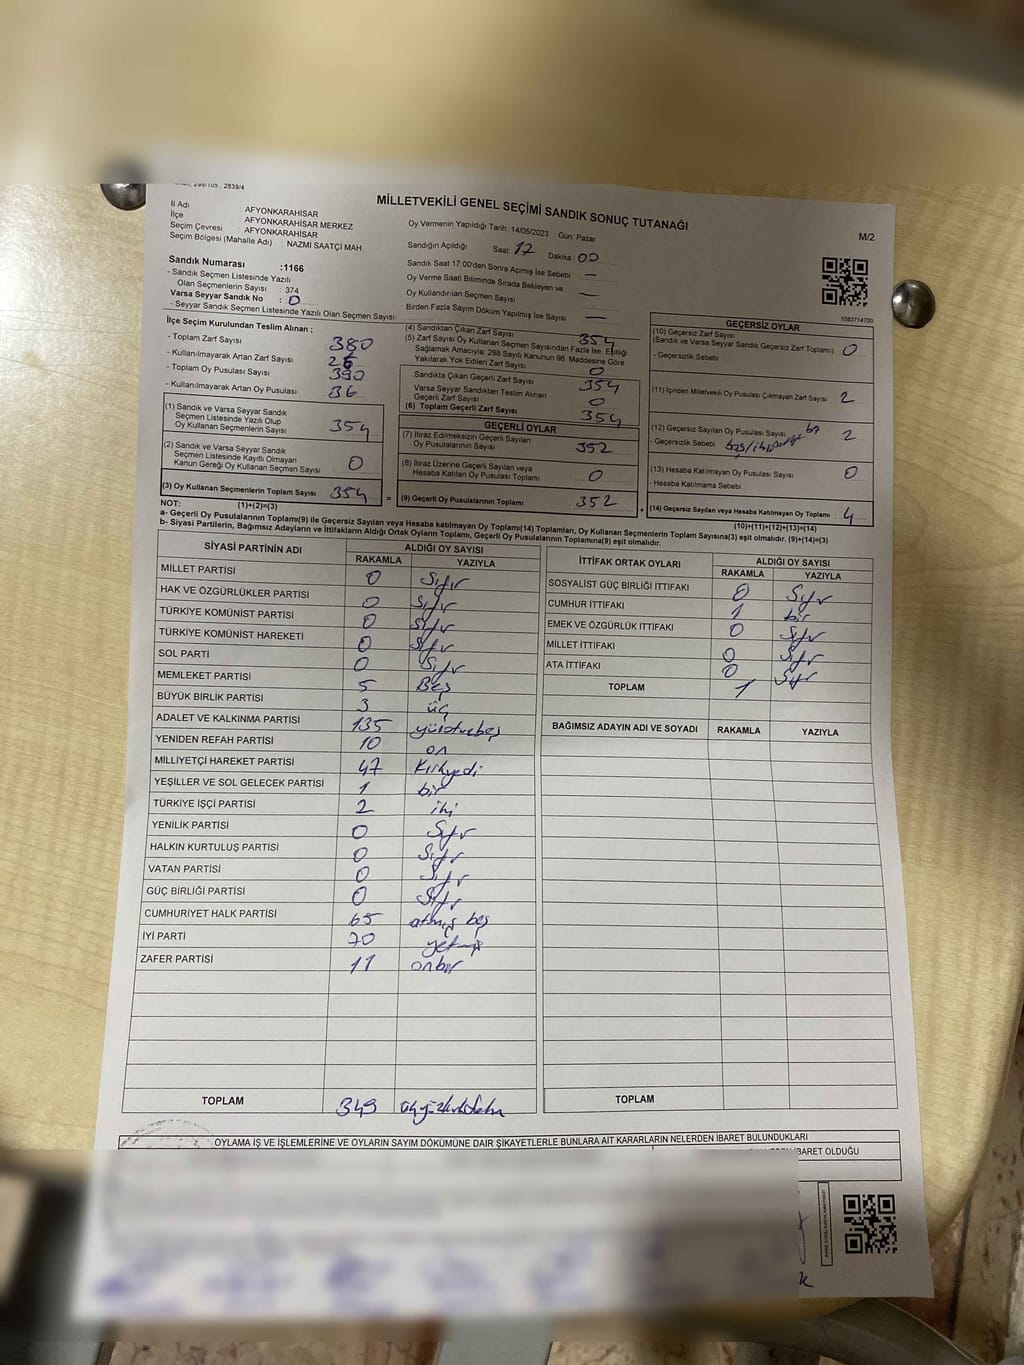 298/105 , 2839/4
MİLLETVEKİLİ GENEL SEÇİMİ SANDIK SONUÇ TUTANAĞI
M/2
İl Adı : AFYONKARAHİSAR
İlçe : AFYONKARAHİSAR MERKEZ
Seçim Çevresi : AFYONKARAHİSAR
Seçim Bölgesi (Mahalle Adı) : NAZMİ SAATÇİ MAH
Oy Vermenin Yapıldığı Tarih 14/05/2023 Gün: Pazar
Sandığın Açıldığı Saat 17 Dakika 00
Sandık Saat 17:00'den Sonra Açımış İse Sebebi —
Oy Verme Saati Bitiminde Sırada Bekleyen ve
Oy Kullandırılan Seçmen Sayısı —
Birden Fazla Sayım Döküm Yapılmış İse Sayısı —
Sandık Numarası :1166
- Sandık Seçmen Listesinde Yazılı
Olan Seçmenlerin Sayısı : 374
Varsa Seyyar Sandık No : 0
- Seyyar Sandık Seçmen Listesinde Yazılı Olan Seçmen Sayısı:
1083714700
İlçe Seçim Kurulundan Teslim Alınan ;
- Toplam Zarf Sayısı 380
- Kullanılmayarak Artan Zarf Sayısı 26
- Toplam Oy Pusulası Sayısı 390
- Kullanılmayarak Artan Oy Pusulası 36
(1) Sandık ve Varsa Seyyar Sandık
Seçmen Listesinde Yazılı Olup
Oy Kullanan Seçmenlerin Sayısı 354
(2) Sandık ve Varsa Seyyar Sandık
Seçmen Listesinde Kayıtlı Olmayan
Kanun Gereği Oy Kullanan Seçmen Sayısı 0
(3) Oy Kullanan Seçmenlerin Toplam Sayısı 354 =
(1)+(2)=(3)
(4) Sandıktan Çıkan Zarf Sayısı 354
(5) Zarf Sayısı Oy Kullanan Seçmen Sayısından Fazla İse, Eşitliği
Sağlamak Amacıyla, 298 Sayılı Kanunun 98. Maddesine Göre
Yakılarak Yok Edilen Zarf Sayısı 0
Sandıkta Çıkan Geçerli Zarf Sayısı 354
Varsa Seyyar Sandıktan Teslim Alınan
Geçerli Zarf Sayısı 0
(6) Toplam Geçerli Zarf Sayısı 354
GEÇERLİ OYLAR
(7) İtiraz Edilmeksizin Geçerli Sayılan
Oy Pusulalarının Sayısı 352
(8) İtiraz Üzerine Geçerli Sayılan veya
Hesaba Katılan Oy Pusulası Toplamı 0
(9) Geçerli Oy Pusulalarının Toplamı 352 +
GEÇERSİZ OYLAR
(10) Geçersiz Zarf Sayısı
(Sandık ve Varsa Seyyar Sandık Geçersiz Zarf Toplamı) 0
- Geçersizlik Sebebi
(11) İçinden Milletvekili Oy Pusulası Çıkmayan Zarf Sayısı 2
(12) Geçersiz Sayılan Oy Pusulası Sayısı 2
- Geçersizlik Sebebi
(13) Hesaba Katılmayan Oy Pusulası Sayısı 0
- Hesaba Katılmama Sebebi
(14) Geçersiz Sayılan veya Hesaba Katılmayan Oy Toplamı 4
(10)+(11)+(12)+(13)=(14)
NOT:
a- Geçerli Oy Pusulalarının Toplamı(9) ile Geçersiz Sayılan veya Hesaba katılmayan Oy Toplamı(14) Toplamları, Oy Kullanan Seçmenlerin Toplam Sayısına(3) eşit olmalıdır. (9)+(14)=(3)
b- Siyasi Partilerin, Bağımsız Adayların ve İttifakların Aldığı Ortak Oyların Toplamı, Geçerli Oy Pusulalarının Toplamına(9) eşit olmalıdır.
SİYASİ PARTİNİN ADI ALDIĞI OY SAYISI
RAKAMLA YAZIYLA
MİLLET PARTİSİ 0 Sıfır
HAK VE ÖZGÜRLÜKLER PARTİSİ 0 Sıfır
TÜRKİYE KOMÜNİST PARTİSİ 0 Sıfır
TÜRKİYE KOMÜNİST HAREKETİ 0 Sıfır
SOL PARTİ 0 Sıfır
MEMLEKET PARTİSİ 5 Beş
BÜYÜK BİRLİK PARTİSİ 3 üç
ADALET VE KALKINMA PARTİSİ 135 yüzotuzbeş
YENİDEN REFAH PARTİSİ 10 on
MİLLİYETÇİ HAREKET PARTİSİ 47 Kırkyedi
YEŞİLLER VE SOL GELECEK PARTİSİ 1 bir
TÜRKİYE İŞÇİ PARTİSİ 2 iki
YENİLİK PARTİSİ 0 Sıfır
HALKIN KURTULUŞ PARTİSİ 0 Sıfır
VATAN PARTİSİ 0 Sıfır
GÜÇ BİRLİĞİ PARTİSİ 0 Sıfır
CUMHURİYET HALK PARTİSİ 65 atmış beş
İYİ PARTİ 70 yetmiş
ZAFER PARTİSİ 11 onbir
TOPLAM 349
İTTİFAK ORTAK OYLARI ALDIĞI OY SAYISI
RAKAMLA YAZIYLA
SOSYALİST GÜÇ BİRLİĞİ İTTİFAKI 0 Sıfır
CUMHUR İTTİFAKI 1 bir
EMEK VE ÖZGÜRLÜK İTTİFAKI 0 Sıfır
MİLLET İTTİFAKI 0 Sıfır
ATA İTTİFAKI 0 Sıfır
TOPLAM 1
BAĞIMSIZ ADAYIN ADI VE SOYADI RAKAMLA YAZIYLA
TOPLAM
OYLAMA İŞ VE İŞLEMLERİNE VE OYLARIN SAYIM DÖKÜMÜNE DAİR ŞİKAYETLERLE BUNLARA AİT KARARLARIN NELERDEN İBARET BULUNDUKLARI
İBARET OLDUĞU